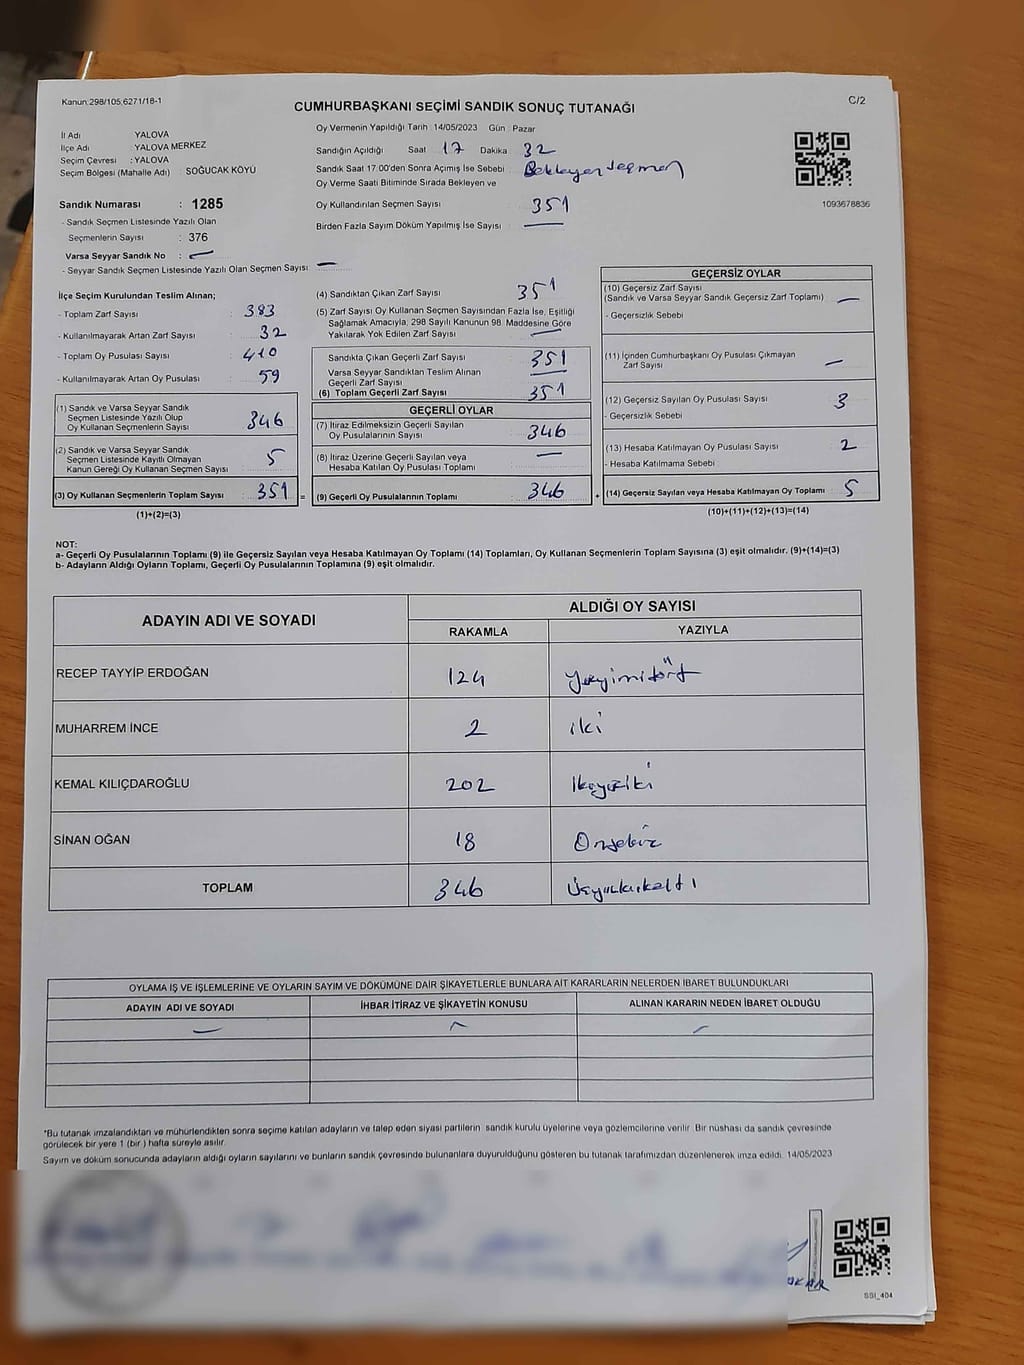 Kanun:298/105,6271/18-1
CUMHURBAŞKANI SEÇİMİ SANDIK SONUÇ TUTANAĞI
C/2
İl Adı YALOVA
İlçe Adı : YALOVA MERKEZ
Seçim Çevresi : YALOVA
Seçim Bölgesi (Mahalle Adı) : SOĞUCAK KÖYÜ
Sandık Numarası : 1285
- Sandık Seçmen Listesinde Yazılı Olan
Seçmenlerin Sayısı : 376
Varsa Seyyar Sandık No : —
- Seyyar Sandık Seçmen Listesinde Yazılı Olan Seçmen Sayısı : —
Oy Vermenin Yapıldığı Tarih : 14/05/2023 Gün : Pazar
Sandığın Açıldığı Saat 17 Dakika 32
Sandık Saat 17.00'den Sonra Açımış İse Sebebi : Bekleyen seçmen
Oy Verme Saati Bitiminde Sırada Bekleyen ve
Oy Kullandırılan Seçmen Sayısı 351
Birden Fazla Sayım Döküm Yapılmış İse Sayısı : —
1093678836
İlçe Seçim Kurulundan Teslim Alınan;
- Toplam Zarf Sayısı : 383
- Kullanılmayarak Artan Zarf Sayısı : 32
- Toplam Oy Pusulası Sayısı : 410
- Kullanılmayarak Artan Oy Pusulası : 59
(1) Sandık ve Varsa Seyyar Sandık
Seçmen Listesinde Yazılı Olup
Oy Kullanan Seçmenlerin Sayısı : 346
(2) Sandık ve Varsa Seyyar Sandık
Seçmen Listesinde Kayıtlı Olmayan
Kanun Gereği Oy Kullanan Seçmen Sayısı : 5
(3) Oy Kullanan Seçmenlerin Toplam Sayısı : 351 =
(1)+(2)=(3)
(4) Sandıktan Çıkan Zarf Sayısı : 351
(5) Zarf Sayısı Oy Kullanan Seçmen Sayısından Fazla İse, Eşitliği
Sağlamak Amacıyla, 298 Sayılı Kanunun 98. Maddesine Göre
Yakılarak Yok Edilen Zarf Sayısı : —
Sandıkla Çıkan Geçerli Zarf Sayısı : 351
Varsa Seyyar Sandıktan Teslim Alınan
Geçerli Zarf Sayısı : —
(6) Toplam Geçerli Zarf Sayısı : 351
GEÇERLİ OYLAR
(7) İtiraz Edilmeksizin Geçerli Sayılan
Oy Pusulalarının Sayısı : 346
(8) İtiraz Üzerine Geçerli Sayılan veya
Hesaba Katılan Oy Pusulası Toplamı : —
(9) Geçerli Oy Pusulalarının Toplamı : 346 +
GEÇERSİZ OYLAR
(10) Geçersiz Zarf Sayısı
(Sandık ve Varsa Seyyar Sandık Geçersiz Zarf Toplamı) : —
- Geçersizlik Sebebi
(11) İçinden Cumhurbaşkanı Oy Pusulası Çıkmayan
Zarf Sayısı : —
(12) Geçersiz Sayılan Oy Pusulası Sayısı : 3
- Geçersizlik Sebebi
(13) Hesaba Katılmayan Oy Pusulası Sayısı : 2
- Hesaba Katılmama Sebebi
(14) Geçersiz Sayılan veya Hesaba Katılmayan Oy Toplamı : 5
(10)+(11)+(12)+(13)=(14)
NOT:
a- Geçerli Oy Pusulalarının Toplamı (9) ile Geçersiz Sayılan veya Hesaba Katılmayan Oy Toplamı (14) Toplamları, Oy Kullanan Seçmenlerin Toplam Sayısına (3) eşit olmalıdır. (9)+(14)=(3)
b- Adayların Aldığı Oyların Toplamı, Geçerli Oy Pusulalarının Toplamına (9) eşit olmalıdır.
ADAYIN ADI VE SOYADI ALDIĞI OY SAYISI
RAKAMLA YAZIYLA
RECEP TAYYİP ERDOĞAN 124 Yüzyirmidört
MUHARREM İNCE 2 iki
KEMAL KILIÇDAROĞLU 202 İkiyüziki
SİNAN OĞAN 18 Onsekiz
TOPLAM 346 Üçyüzkırkaltı
OYLAMA İŞ VE İŞLEMLERİNE VE OYLARIN SAYIM VE DÖKÜMÜNE DAİR ŞİKAYETLERLE BUNLARA AİT KARARLARIN NELERDEN İBARET BULUNDUKLARI
ADAYIN ADI VE SOYADI İHBAR İTİRAZ VE ŞİKAYETİN KONUSU ALINAN KARARIN NEDEN İBARET OLDUĞU
— — —
*Bu tutanak imzalandıktan ve mühürlendikten sonra seçime katılan adayların ve talep eden siyasi partilerin sandık kurulu üyelerine veya gözlemcilerine verilir. Bir nüshası da sandık çevresinde
görülecek bir yere 1 (bir ) hafta süreyle asılır.
Sayım ve döküm sonucunda adayların aldığı oyların sayılarını ve bunların sandık çevresinde bulunanlara duyurulduğunu gösteren bu tutanak tarafımızdan düzenlenerek imza edildi. 14/05/2023
SSI_404